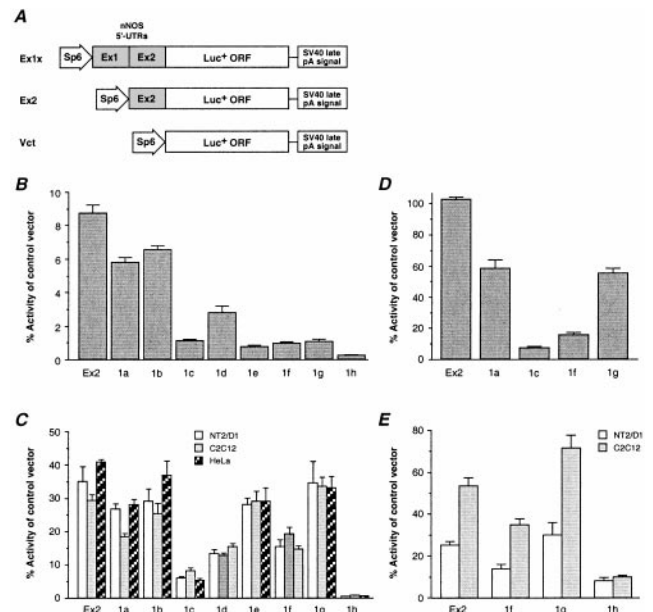 A
nNOS
5'-UTRs
Ex1x Sp6 Ex1 Ex2 Luc+ ORF SV40 late
pA signal
Ex2 Sp6 Ex2 Luc+ ORF SV40 late
pA signal
Vct Sp6 Luc+ ORF SV40 late
pA signal
B
% Activity of control vector
10
8
6
4
2
0
Ex2 1a 1b 1c 1d 1e 1f 1g 1h
D
% Activity of control vector
100
80
60
40
20
0
Ex2 1a 1c 1f 1g
C
% Activity of control vector
50
40
30
20
10
0
NT2/D1
C2C12
HeLa
Ex2 1a 1b 1c 1d 1e 1f 1g 1h
E
% Activity of control vector
80
60
40
20
0
NT2/D1
C2C12
Ex2 1f 1g 1h